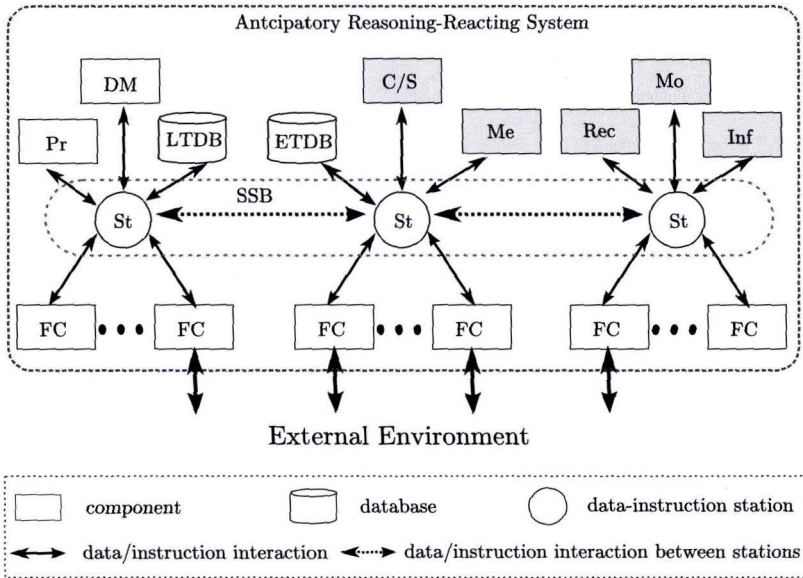 Antcipatory Reasoning-Reacting System
DM
C/S
Mo
Pr
LTDB
ETDB
Me
Rec
Inf
SSB
St
St
St
FC
FC
FC
FC
FC
FC
External Environment
component
database
data-instruction station
data/instruction interaction
data/instruction interaction between stations